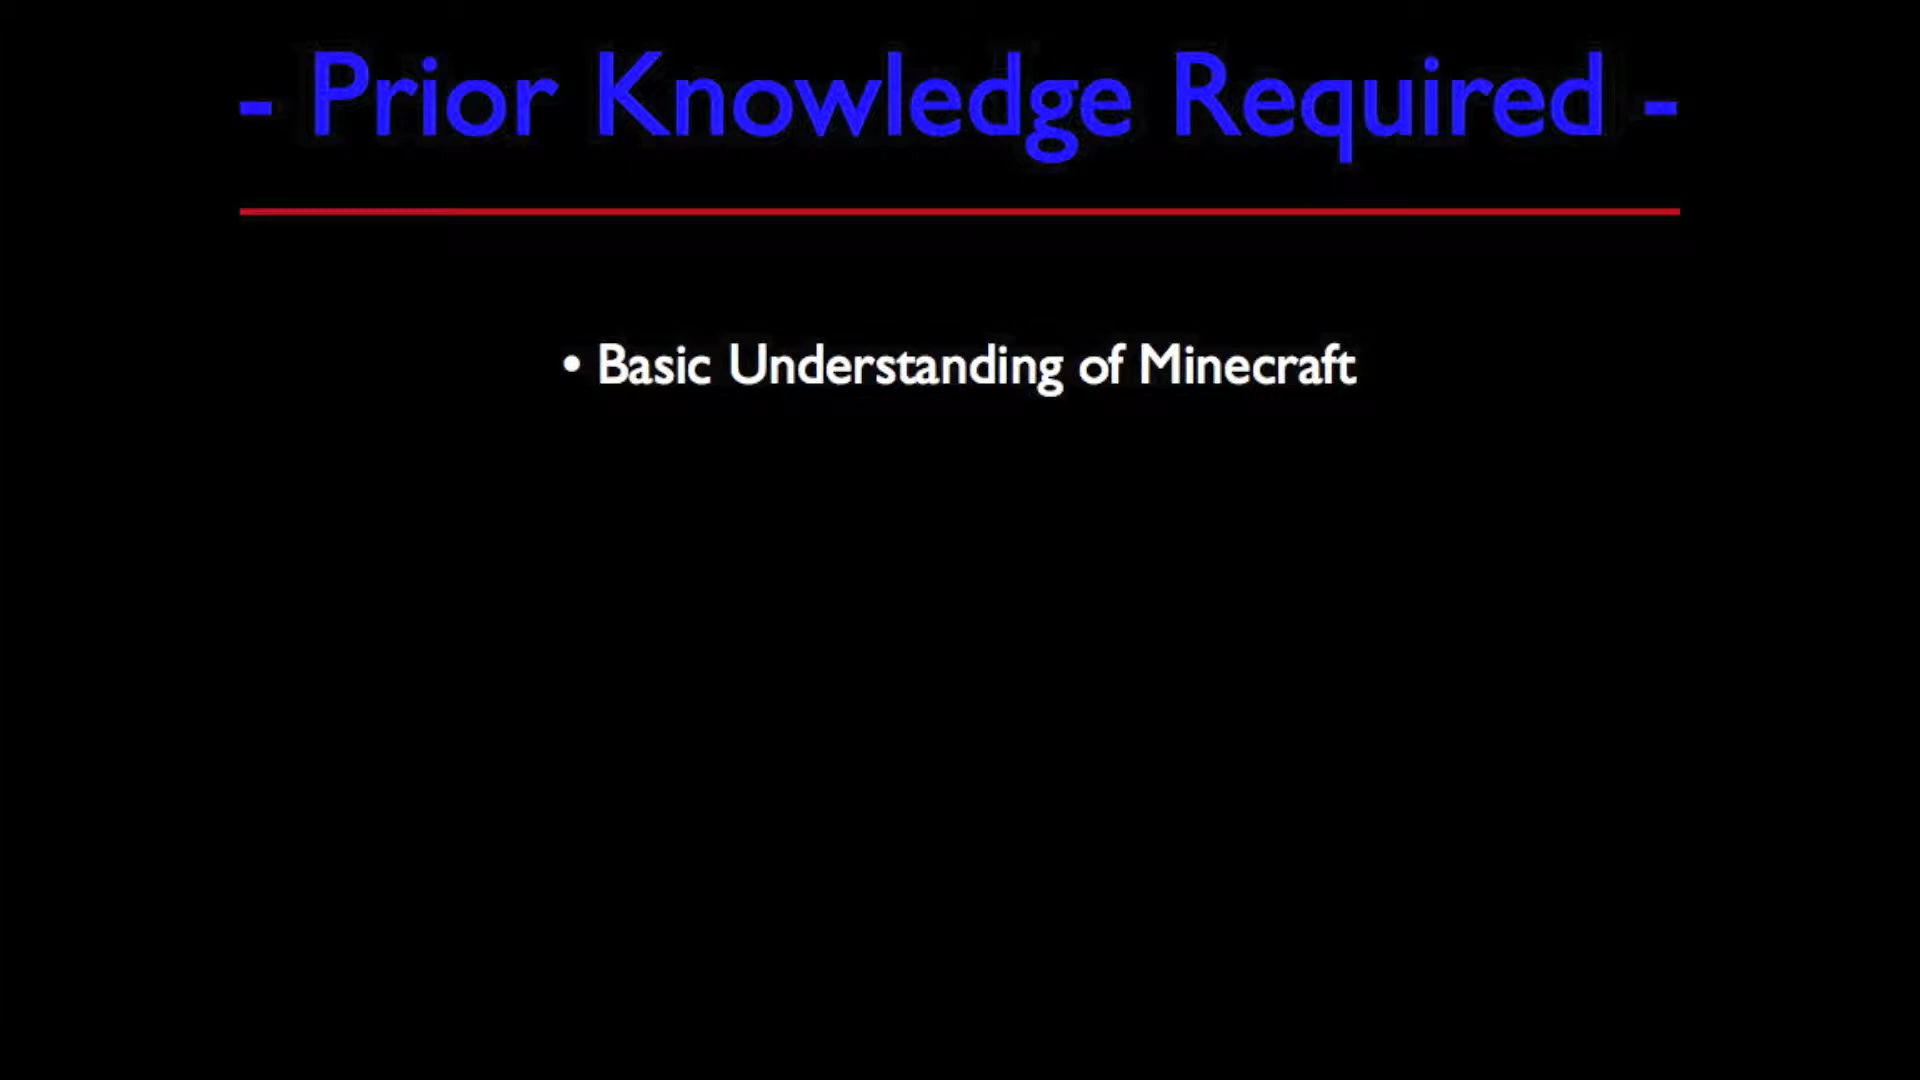 - Prior Knowledge Required -
• Basic Understanding of Minecraft